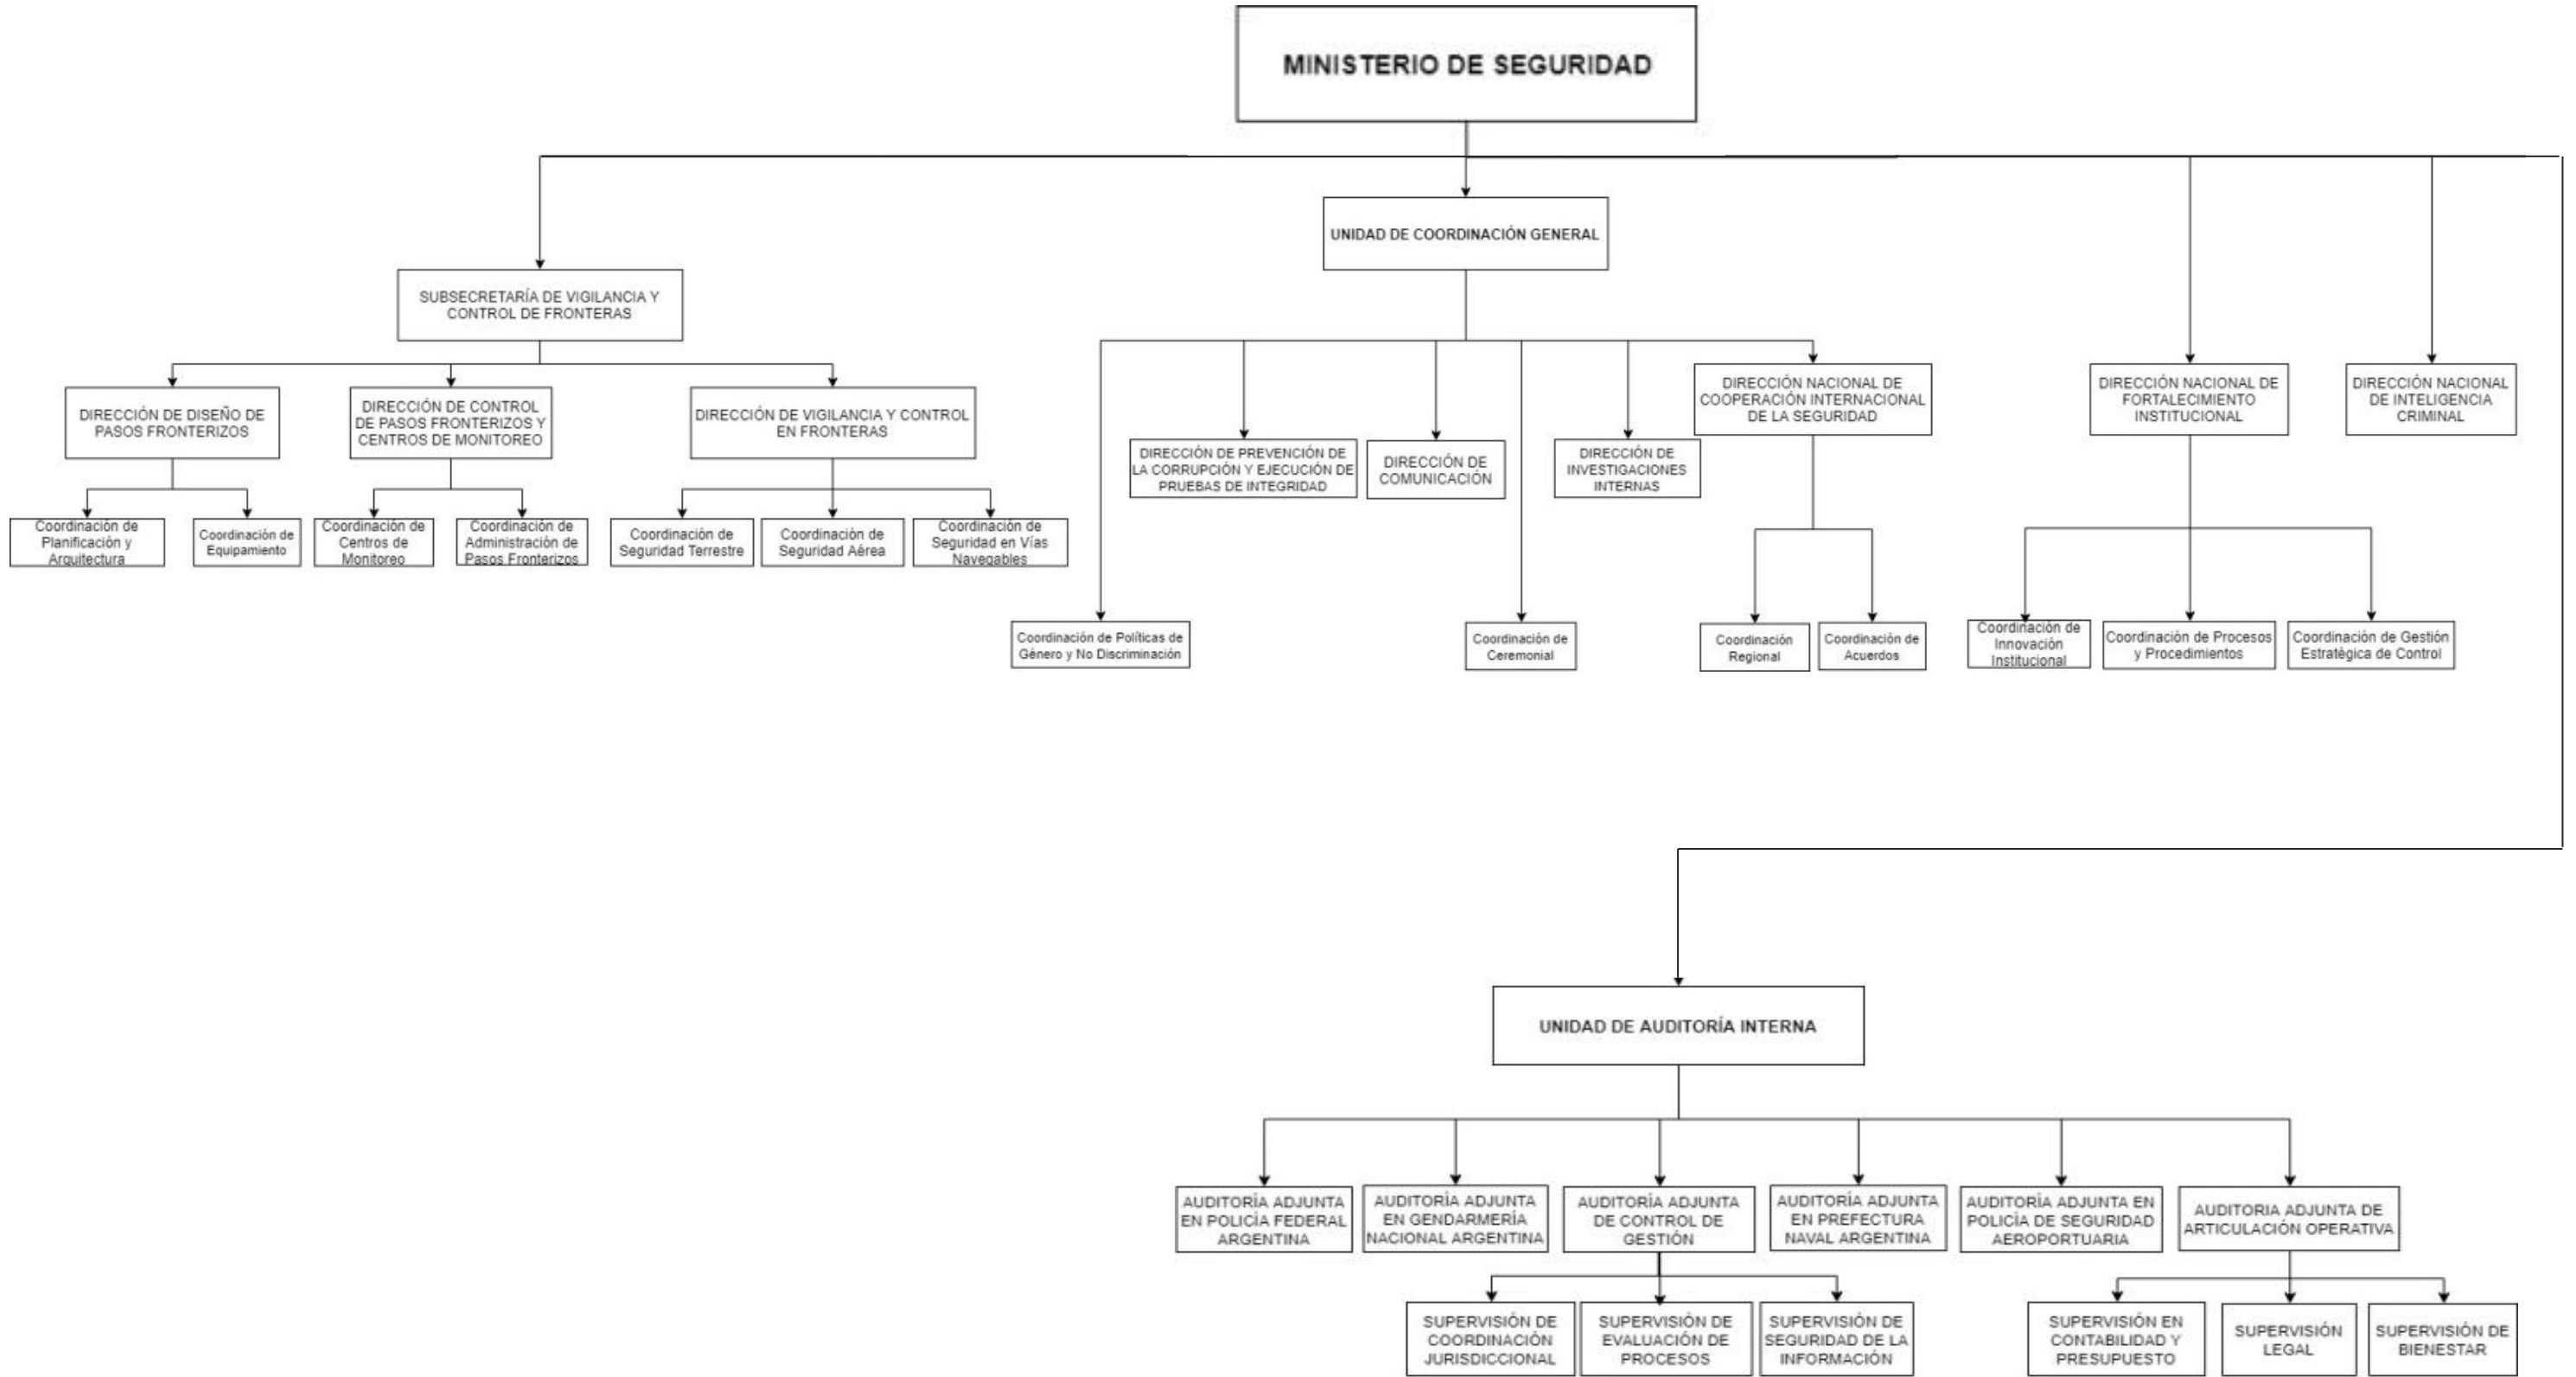 MINISTERIO DE SEGURIDAD
UNIDAD DE COORDINACIÓN GENERAL
SUBSECRETARÍA DE VIGILANCIA Y
CONTROL DE FRONTERAS
DIRECCIÓN DE DISEÑO DE
PASOS FRONTERIZOS
DIRECCIÓN DE CONTROL
DE PASOS FRONTERIZOS Y
CENTROS DE MONITOREO
DIRECCIÓN DE VIGILANCIA Y CONTROL
EN FRONTERAS
Coordinación de
Planificación y
Arquitectura
Coordinación de
Equipamiento
Coordinación de
Centros de
Monitoreo
Coordinación de
Administración de
Pasos Fronterizos
Coordinación de
Seguridad Terrestre
Coordinación de
Seguridad Aérea
Coordinación de
Seguridad en Vías
Navegables
DIRECCIÓN DE PREVENCIÓN DE
LA CORRUPCIÓN Y EJECUCIÓN DE
PRUEBAS DE INTEGRIDAD
DIRECCIÓN DE
COMUNICACIÓN
DIRECCIÓN DE
INVESTIGACIONES
INTERNAS
DIRECCIÓN NACIONAL DE
COOPERACIÓN INTERNACIONAL
DE LA SEGURIDAD
DIRECCIÓN NACIONAL DE
FORTALECIMIENTO
INSTITUCIONAL
DIRECCIÓN NACIONAL
DE INTELIGENCIA
CRIMINAL
Coordinación de Políticas de
Género y No Discriminación
Coordinación de
Ceremonial
Coordinación
Regional
Coordinación de
Acuerdos
Coordinación de
Innovación
Institucional
Coordinación de Procesos
y Procedimientos
Coordinación de Gestión
Estratégica de Control
UNIDAD DE AUDITORÍA INTERNA
AUDITORÍA ADJUNTA
EN POLICÍA FEDERAL
ARGENTINA
AUDITORÍA ADJUNTA
EN GENDARMERÍA
NACIONAL ARGENTINA
AUDITORÍA ADJUNTA
DE CONTROL DE
GESTIÓN
AUDITORÍA ADJUNTA
EN PREFECTURA
NAVAL ARGENTINA
AUDITORÍA ADJUNTA EN
POLICÍA DE SEGURIDAD
AEROPORTUARIA
AUDITORIA ADJUNTA DE
ARTICULACIÓN OPERATIVA
SUPERVISIÓN DE
COORDINACIÓN
JURISDICCIONAL
SUPERVISIÓN DE
EVALUACIÓN DE
PROCESOS
SUPERVISIÓN DE
SEGURIDAD DE LA
INFORMACIÓN
SUPERVISIÓN EN
CONTABILIDAD Y
PRESUPUESTO
SUPERVISIÓN
LEGAL
SUPERVISIÓN DE
BIENESTAR